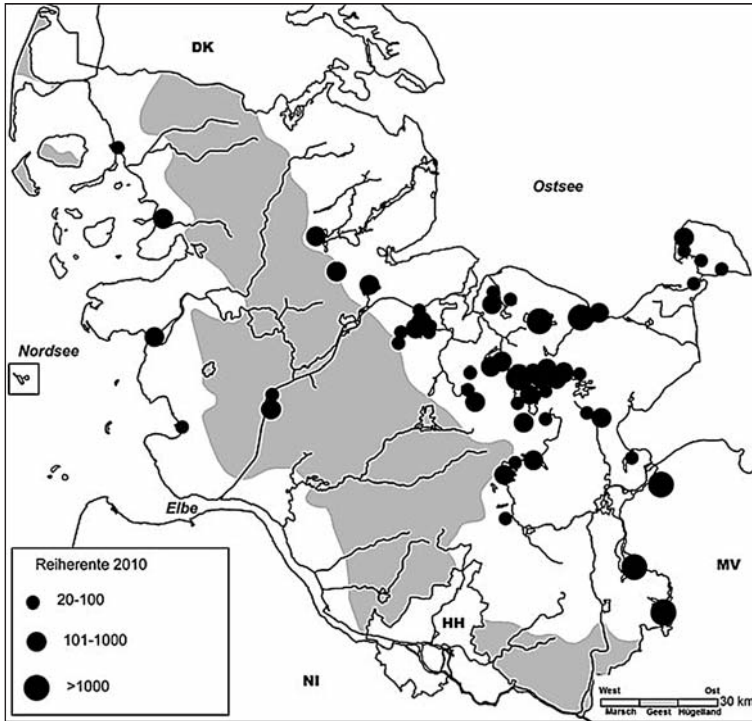 DK
Ostsee
Nordsee
Elbe
Reiherente 2010
20-100
101-1000
>1000
MV
HH
NI
West Ost
30 km
Marsch Geest Hügelland